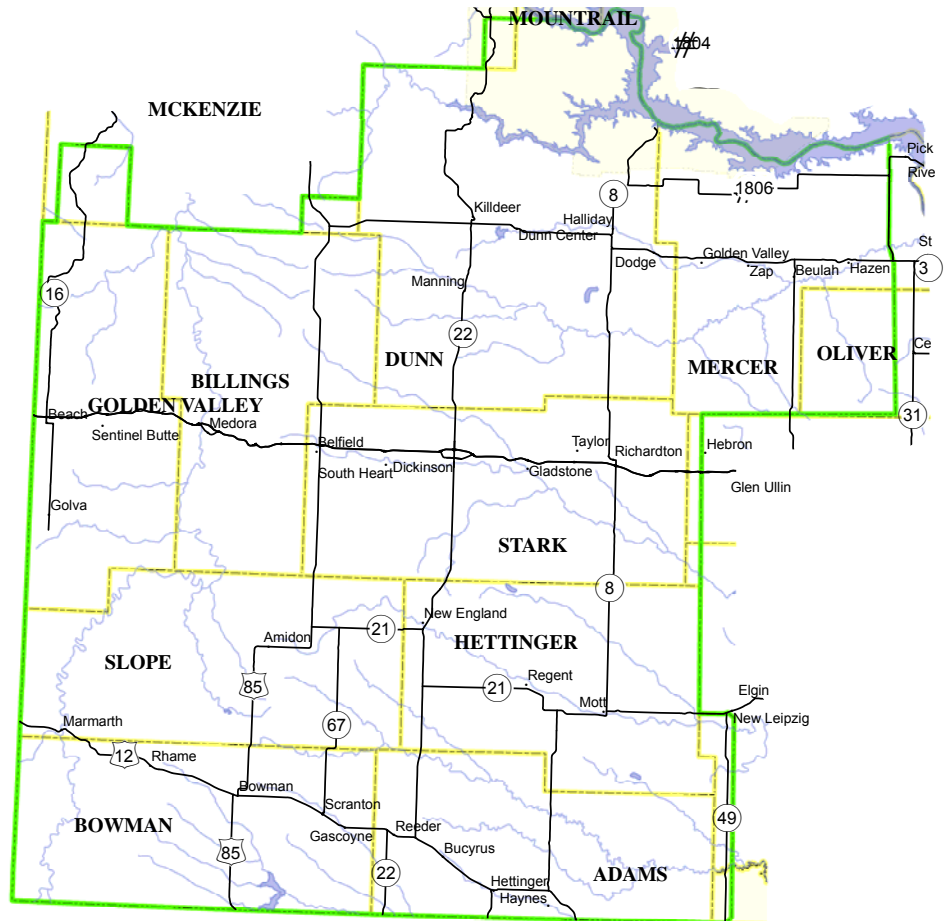 MOUNTRAIL
1804
MCKENZIE
Pick
Rive
8
1806
Killdeer
Halliday
Dunn Center
St
Golden Valley
Dodge
Zap
Beulah
Hazen
3
Manning
16
22
DUNN
Ce
OLIVER
MERCER
BILLINGS
GOLDEN VALLEY
Beach
Medora
31
Sentinel Butte
Belfield
Taylor
Richardton
Hebron
South Heart
Dickinson
Gladstone
Glen Ullin
Golva
STARK
8
New England
21
Amidon
HETTINGER
SLOPE
85
Regent
21
Elgin
Mott
New Leipzig
Marmarth
67
12
Rhame
Bowman
Scranton
BOWMAN
Gascoyne
Reeder
49
Bucyrus
85
22
Hettinger
ADAMS
Haynes